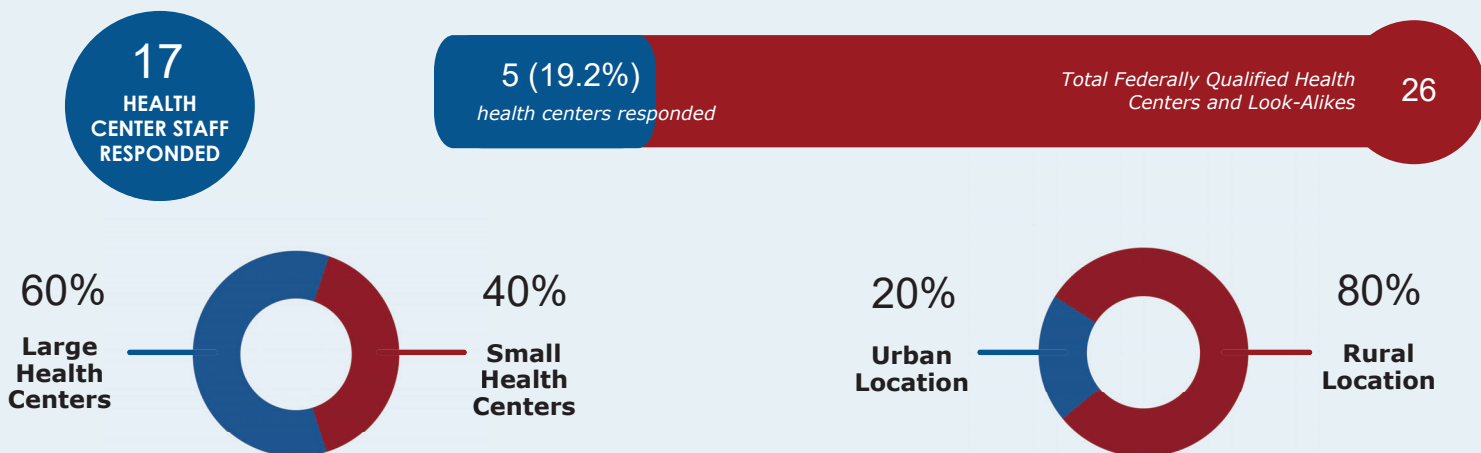 17
HEALTH
CENTER STAFF
RESPONDED
5 (19.2%)
health centers responded
Total Federally Qualified Health
Centers and Look-Alikes
26
60%
Large
Health
Centers
40%
Small
Health
Centers
20%
Urban
Location
80%
Rural
Location